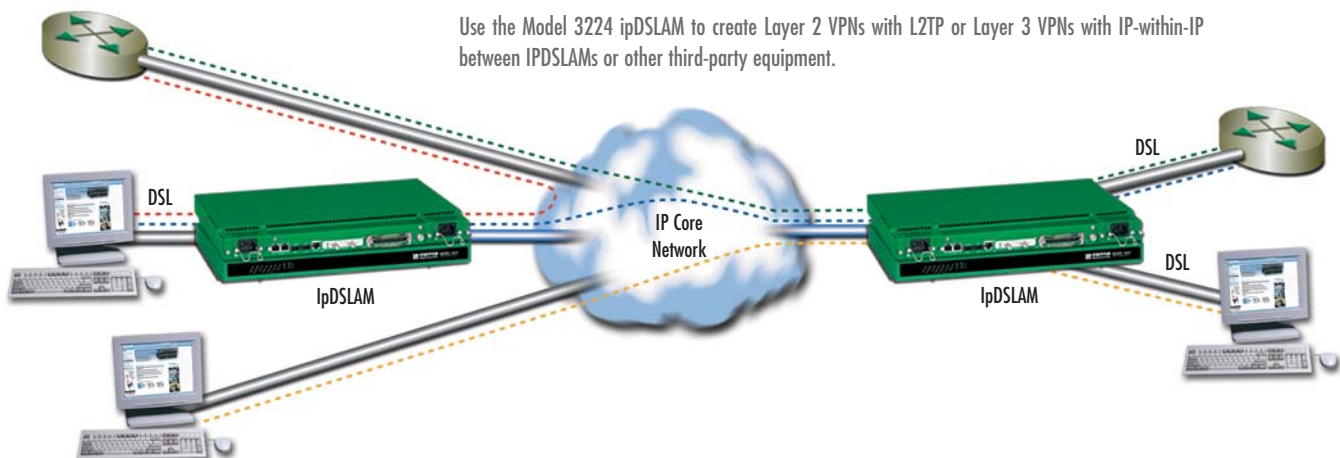 Use the Model 3224 ipDSLAM to create Layer 2 VPNs with L2TP or Layer 3 VPNs with IP-within-IP
between IPDSLAMs or other third-party equipment.
DSL
DSL
IP Core
Network
DSL
IpDSLAM
IpDSLAM